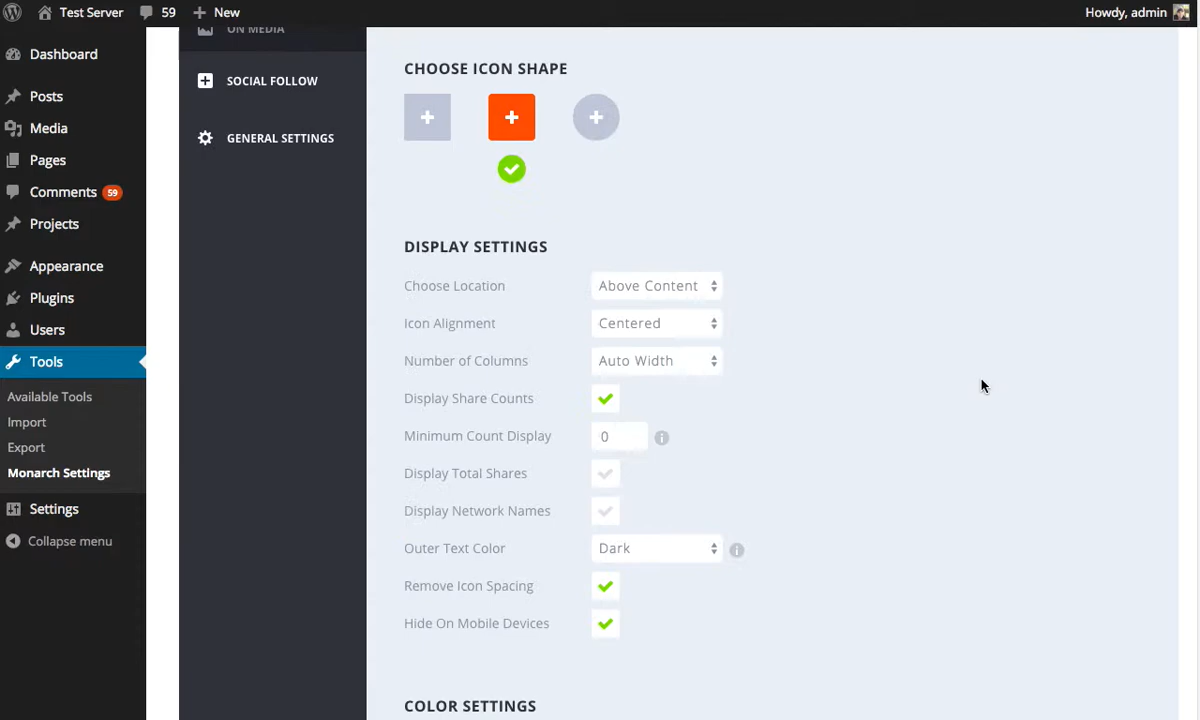 Test Server
59
New
Howdy, admin
Dashboard
Posts
Media
Pages
Comments 59
Projects
Appearance
Plugins
Users
Tools
Available Tools
Import
Export
Monarch Settings
Settings
Collapse menu
ON MEDIA
SOCIAL FOLLOW
GENERAL SETTINGS
CHOOSE ICON SHAPE
DISPLAY SETTINGS
Choose Location Above Content
Icon Alignment Centered
Number of Columns Auto Width
Display Share Counts
Minimum Count Display 0
Display Total Shares
Display Network Names
Outer Text Color Dark
Remove Icon Spacing
Hide On Mobile Devices
COLOR SETTINGS